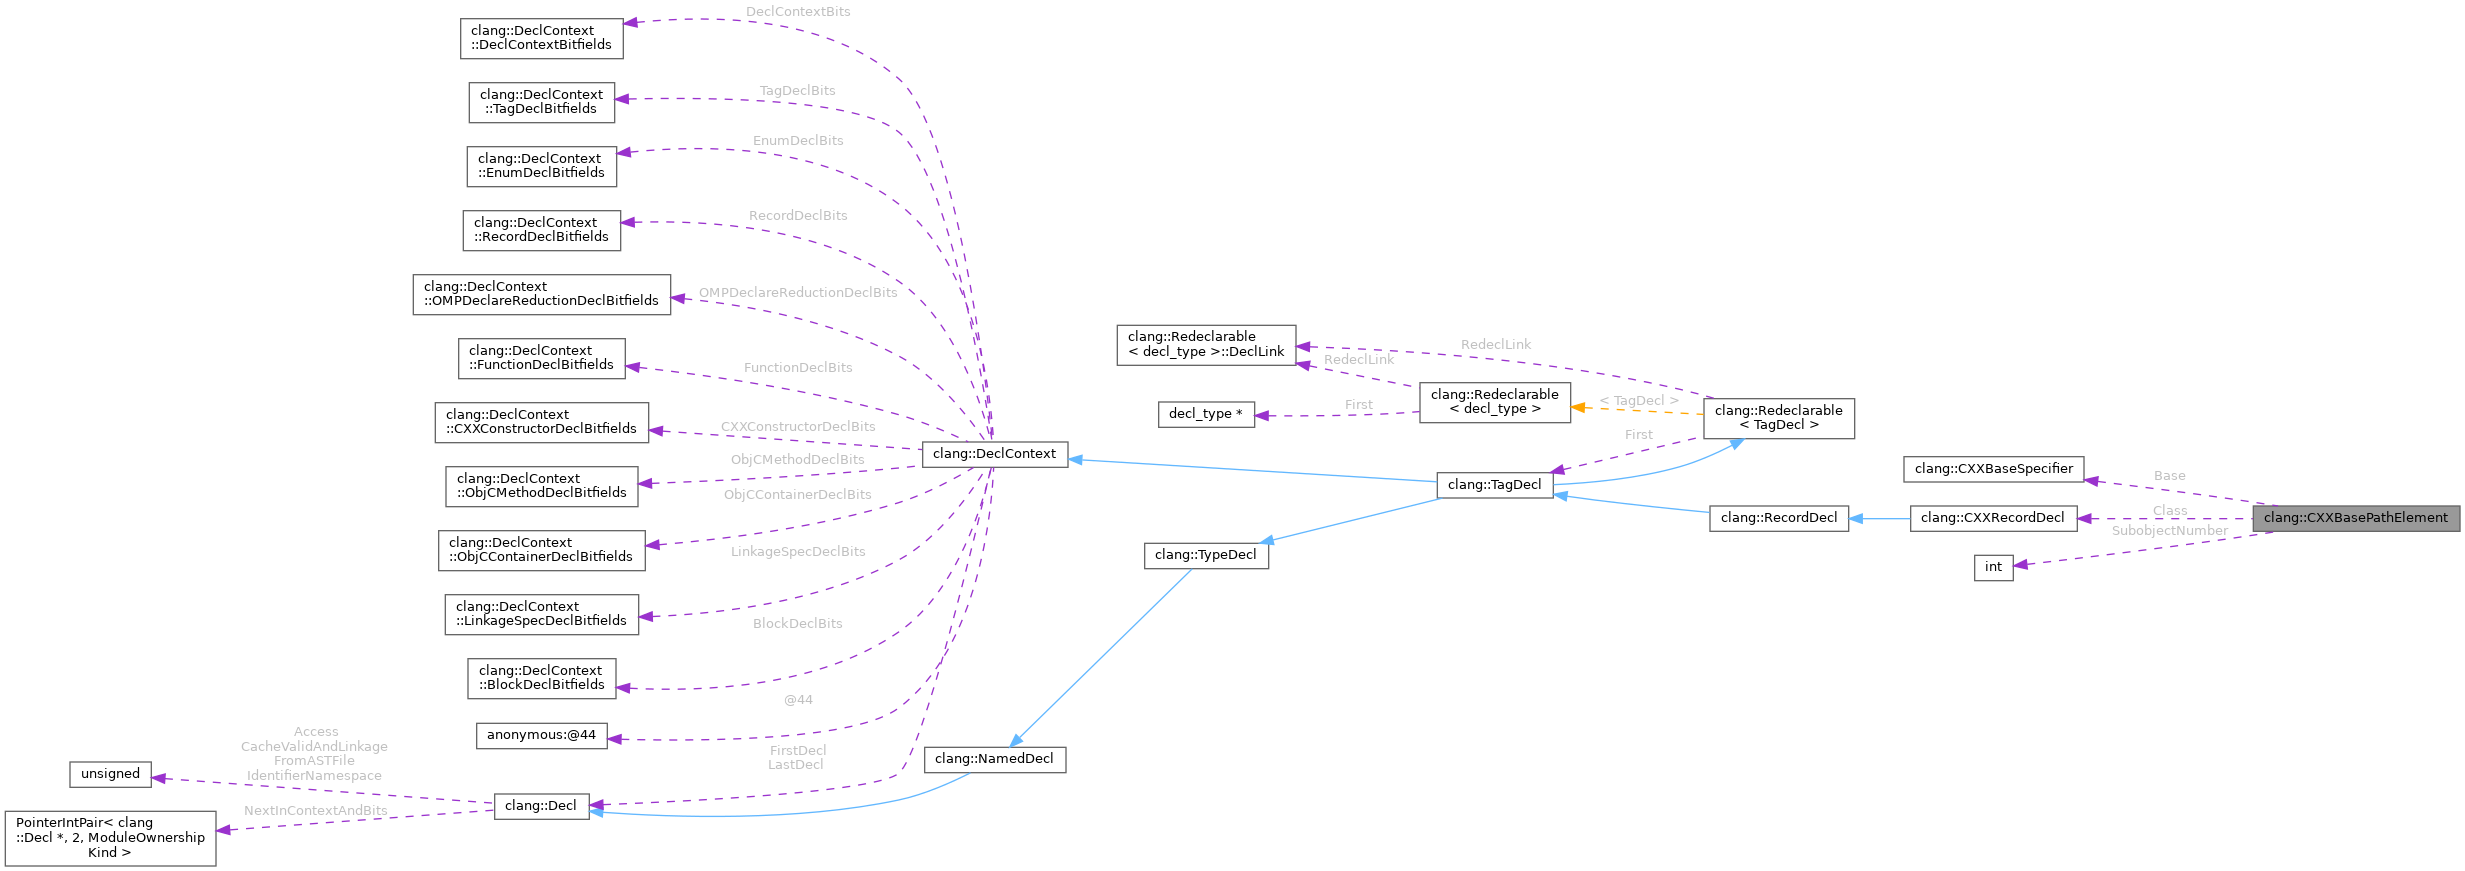 DeclContextBits
clang::DeclContext
::DeclContextBitfields
TagDeclBits
clang::DeclContext
::TagDeclBitfields
EnumDeclBits
clang::DeclContext
::EnumDeclBitfields
RecordDeclBits
clang::DeclContext
::RecordDeclBitfields
OMPDeclareReductionDeclBits
clang::DeclContext
::OMPDeclareReductionDeclBitfields
FunctionDeclBits
clang::DeclContext
::FunctionDeclBitfields
CXXConstructorDeclBits
clang::DeclContext
::CXXConstructorDeclBitfields
ObjCMethodDeclBits
clang::DeclContext
::ObjCMethodDeclBitfields
ObjCContainerDeclBits
clang::DeclContext
::ObjCContainerDeclBitfields
LinkageSpecDeclBits
clang::DeclContext
::LinkageSpecDeclBitfields
BlockDeclBits
clang::DeclContext
::BlockDeclBitfields
@44
anonymous:@44
FirstDecl
LastDecl
Access
CacheValidAndLinkage
FromASTFile
IdentifierNamespace
unsigned
NextInContextAndBits
PointerIntPair< clang
::Decl *, 2, ModuleOwnership
Kind >
clang::Decl
clang::DeclContext
clang::NamedDecl
clang::TypeDecl
clang::Redeclarable
< decl_type >::DeclLink
RedeclLink
RedeclLink
decl_type *
First
clang::Redeclarable
< decl_type >
< TagDecl >
clang::Redeclarable
< TagDecl >
First
clang::TagDecl
clang::RecordDecl
clang::CXXBaseSpecifier
Base
clang::CXXRecordDecl
Class
SubobjectNumber
int
clang::CXXBasePathElement